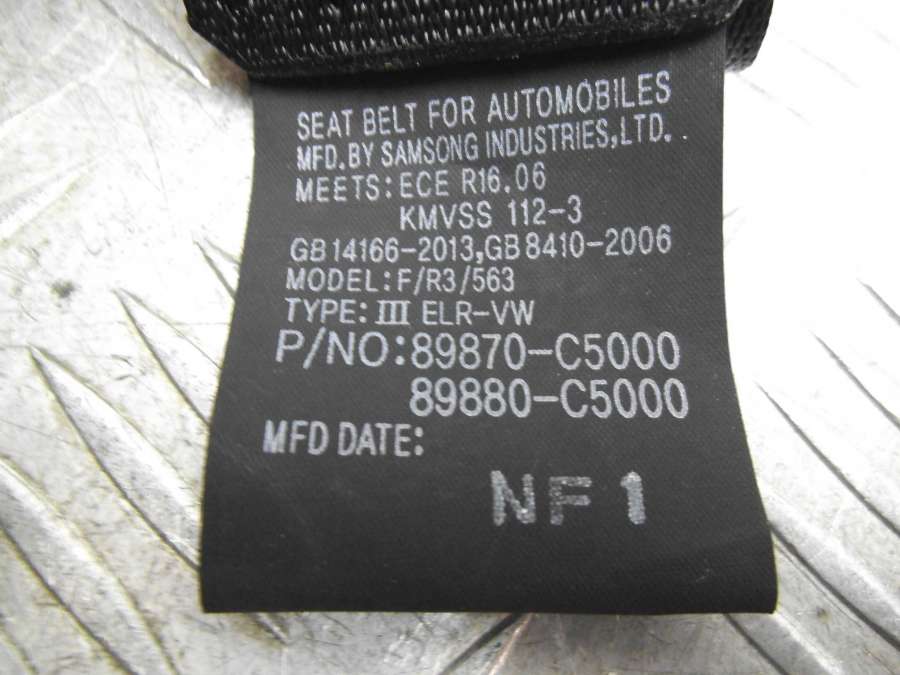 SEAT BELT FOR AUTOMOBILES
MFD.BY SAMSONG INDUSTRIES,LTD.
MEETS:ECE R16.06
KMVSS 112-3
GB14166-2013,GB8410-2006
MODEL:F/R3/563
TYPE:Ⅲ ELR-VW
P/NO:89870-C5000
89880-C5000
MFD DATE:
NF1